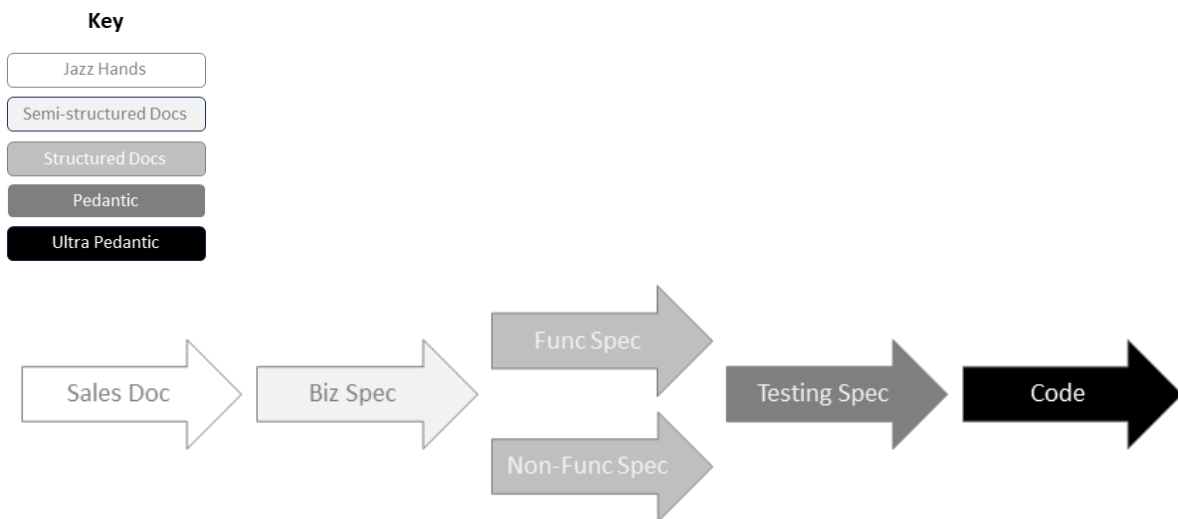 Key
Jazz Hands
Semi-structured Docs
Structured Docs
Pedantic
Ultra Pedantic
Sales Doc
Biz Spec
Func Spec
Non-Func Spec
Testing Spec
Code